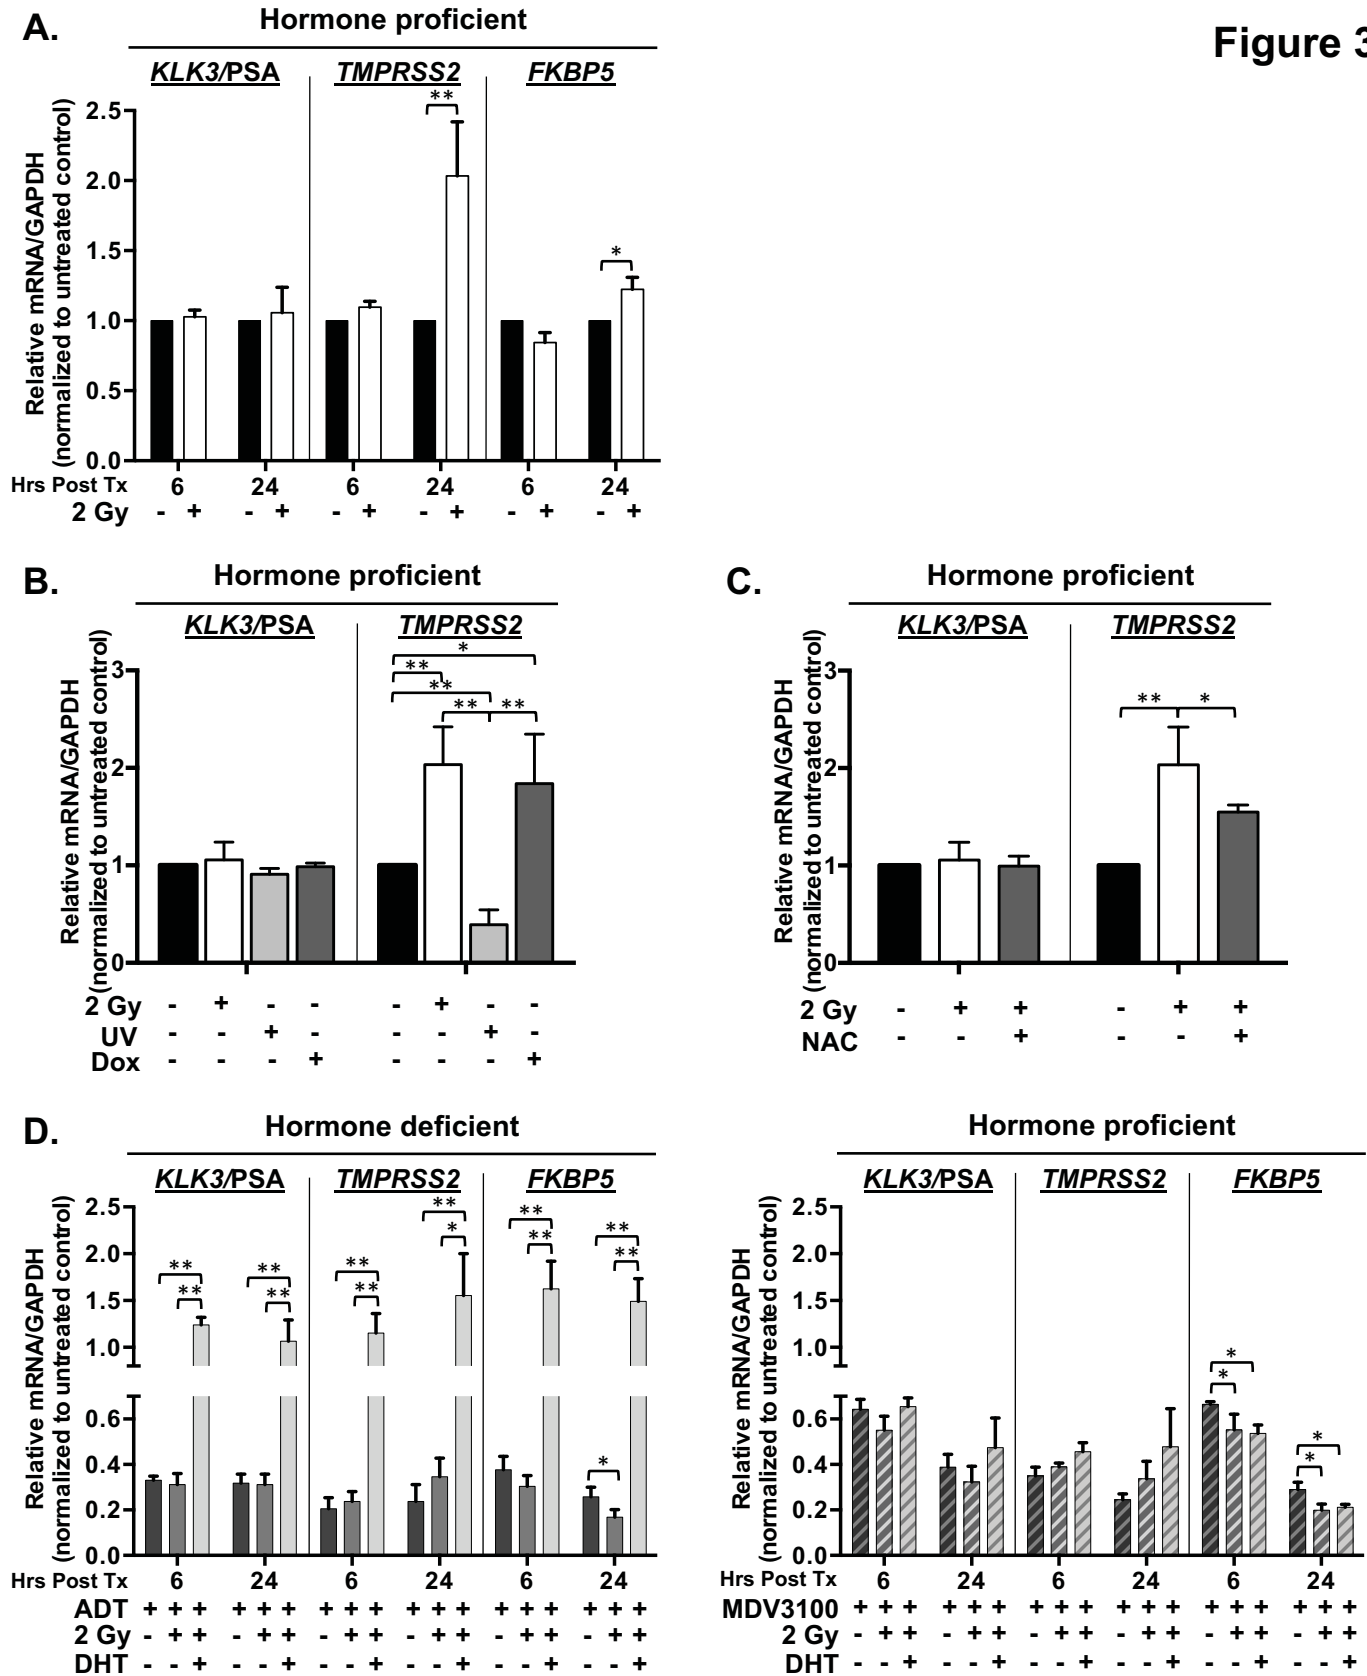 Figure 3
A.
Hormone proficient
KLK3/PSA TMPRSS2 FKBP5
Relative mRNA/GAPDH
(normalized to untreated control)
2.5
2.0
1.5
1.0
0.5
0.0
** *
Hrs Post Tx 6 24 6 24 6 24
2 Gy - + - + - + - + - + - +
B.
Hormone proficient
KLK3/PSA TMPRSS2
Relative mRNA/GAPDH
(normalized to untreated control)
3
2
1
0
*
**
**
** **
2 Gy - + - - - + - -
UV - - + - - - + -
Dox - - - + - - - +
C.
Hormone proficient
KLK3/PSA TMPRSS2
Relative mRNA/GAPDH
(normalized to untreated control)
3
2
1
0
** *
2 Gy - + + - + +
NAC - - + - - +
D.
Hormone deficient
KLK3/PSA TMPRSS2 FKBP5
Relative mRNA/GAPDH
(normalized to untreated control)
2.5
2.0
1.5
1.0
0.6
0.4
0.2
0.0
** ** ** ** ** **
** ** ** * ** **
*
Hrs Post Tx 6 24 6 24 6 24
ADT + + + + + + + + + + + + + + + + + +
2 Gy - + + - + + - + + - + + - + + - + +
DHT - - + - - + - - + - - + - - + - - +
Hormone proficient
KLK3/PSA TMPRSS2 FKBP5
Relative mRNA/GAPDH
(normalized to untreated control)
2.5
2.0
1.5
1.0
0.6
0.4
0.2
0.0
* *
* *
Hrs Post Tx 6 24 6 24 6 24
MDV3100 + + + + + + + + + + + + + + + + + +
2 Gy - + + - + + - + + - + + - + + - + +
DHT - - + - - + - - + - - + - - + - - +